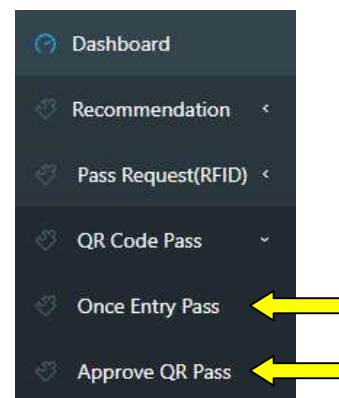 Dashboard
Recommendation
Pass Request(RFID)
QR Code Pass
Once Entry Pass
Approve QR Pass